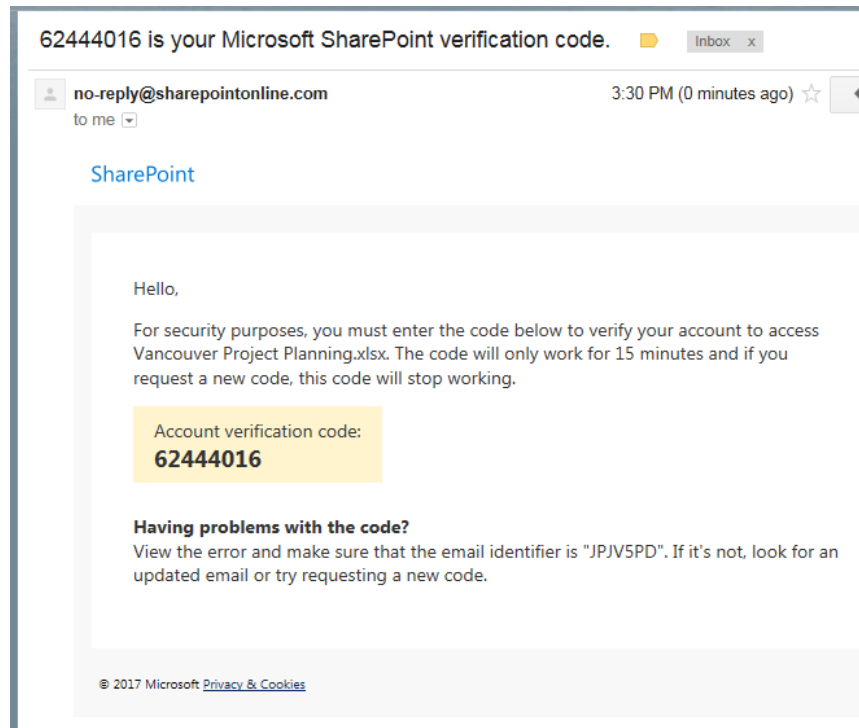 62444016 is your Microsoft SharePoint verification code.
Inbox x
no-reply@sharepointonline.com
3:30 PM (0 minutes ago)
to me
SharePoint
Hello,
For security purposes, you must enter the code below to verify your account to access
Vancouver Project Planning.xlsx. The code will only work for 15 minutes and if you
request a new code, this code will stop working.
Account verification code:
62444016
Having problems with the code?
View the error and make sure that the email identifier is "JPJV5PD". If it's not, look for an
updated email or try requesting a new code.
© 2017 Microsoft Privacy & Cookies